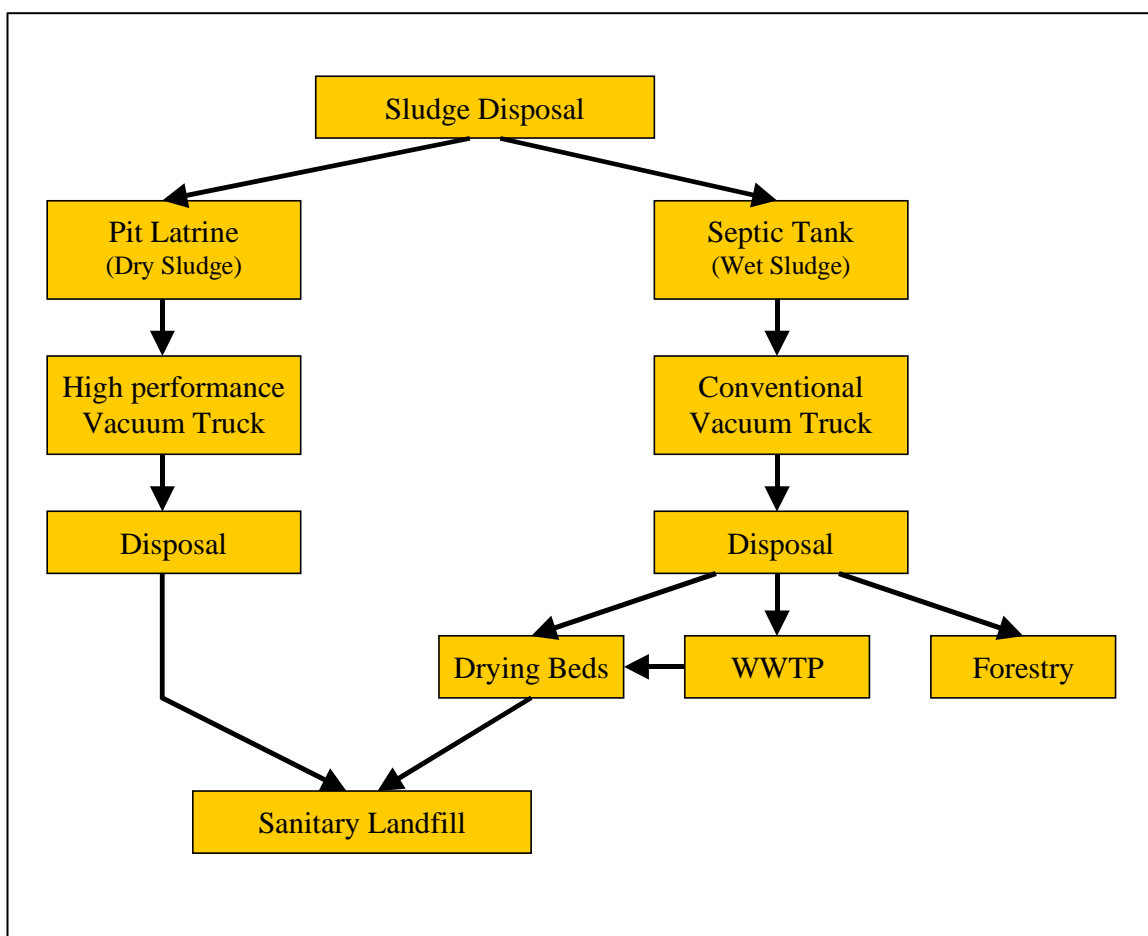 Sludge Disposal
Pit Latrine
(Dry Sludge)
Septic Tank
(Wet Sludge)
High performance
Vacuum Truck
Conventional
Vacuum Truck
Disposal
Disposal
Drying Beds
WWTP
Forestry
Sanitary Landfill